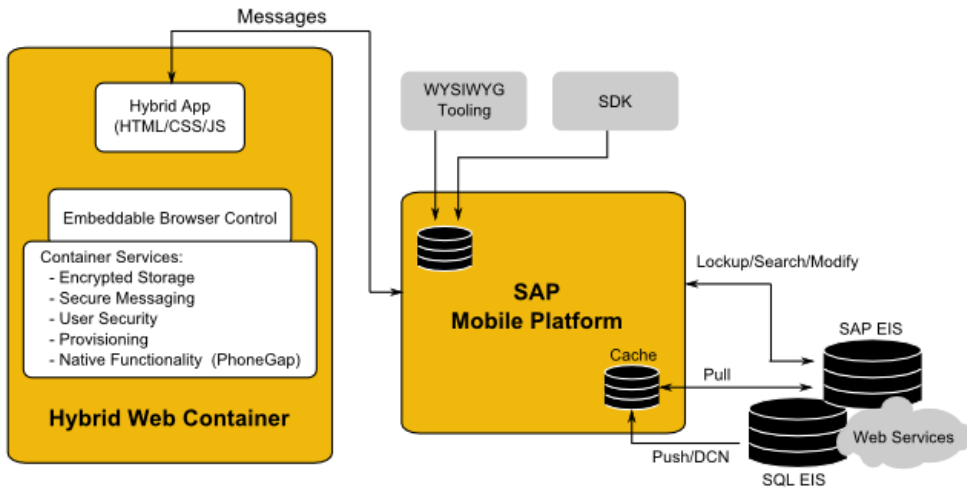 Messages
Hybrid App
(HTML/CSS/JS
Embeddable Browser Control
Container Services:
- Encrypted Storage
- Secure Messaging
- User Security
- Provisioning
- Native Functionality (PhoneGap)
Hybrid Web Container
WYSIWYG
Tooling
SDK
SAP
Mobile Platform
Cache
Lockup/Search/Modify
SAP EIS
Pull
Web Services
Push/DCN
SQL EIS